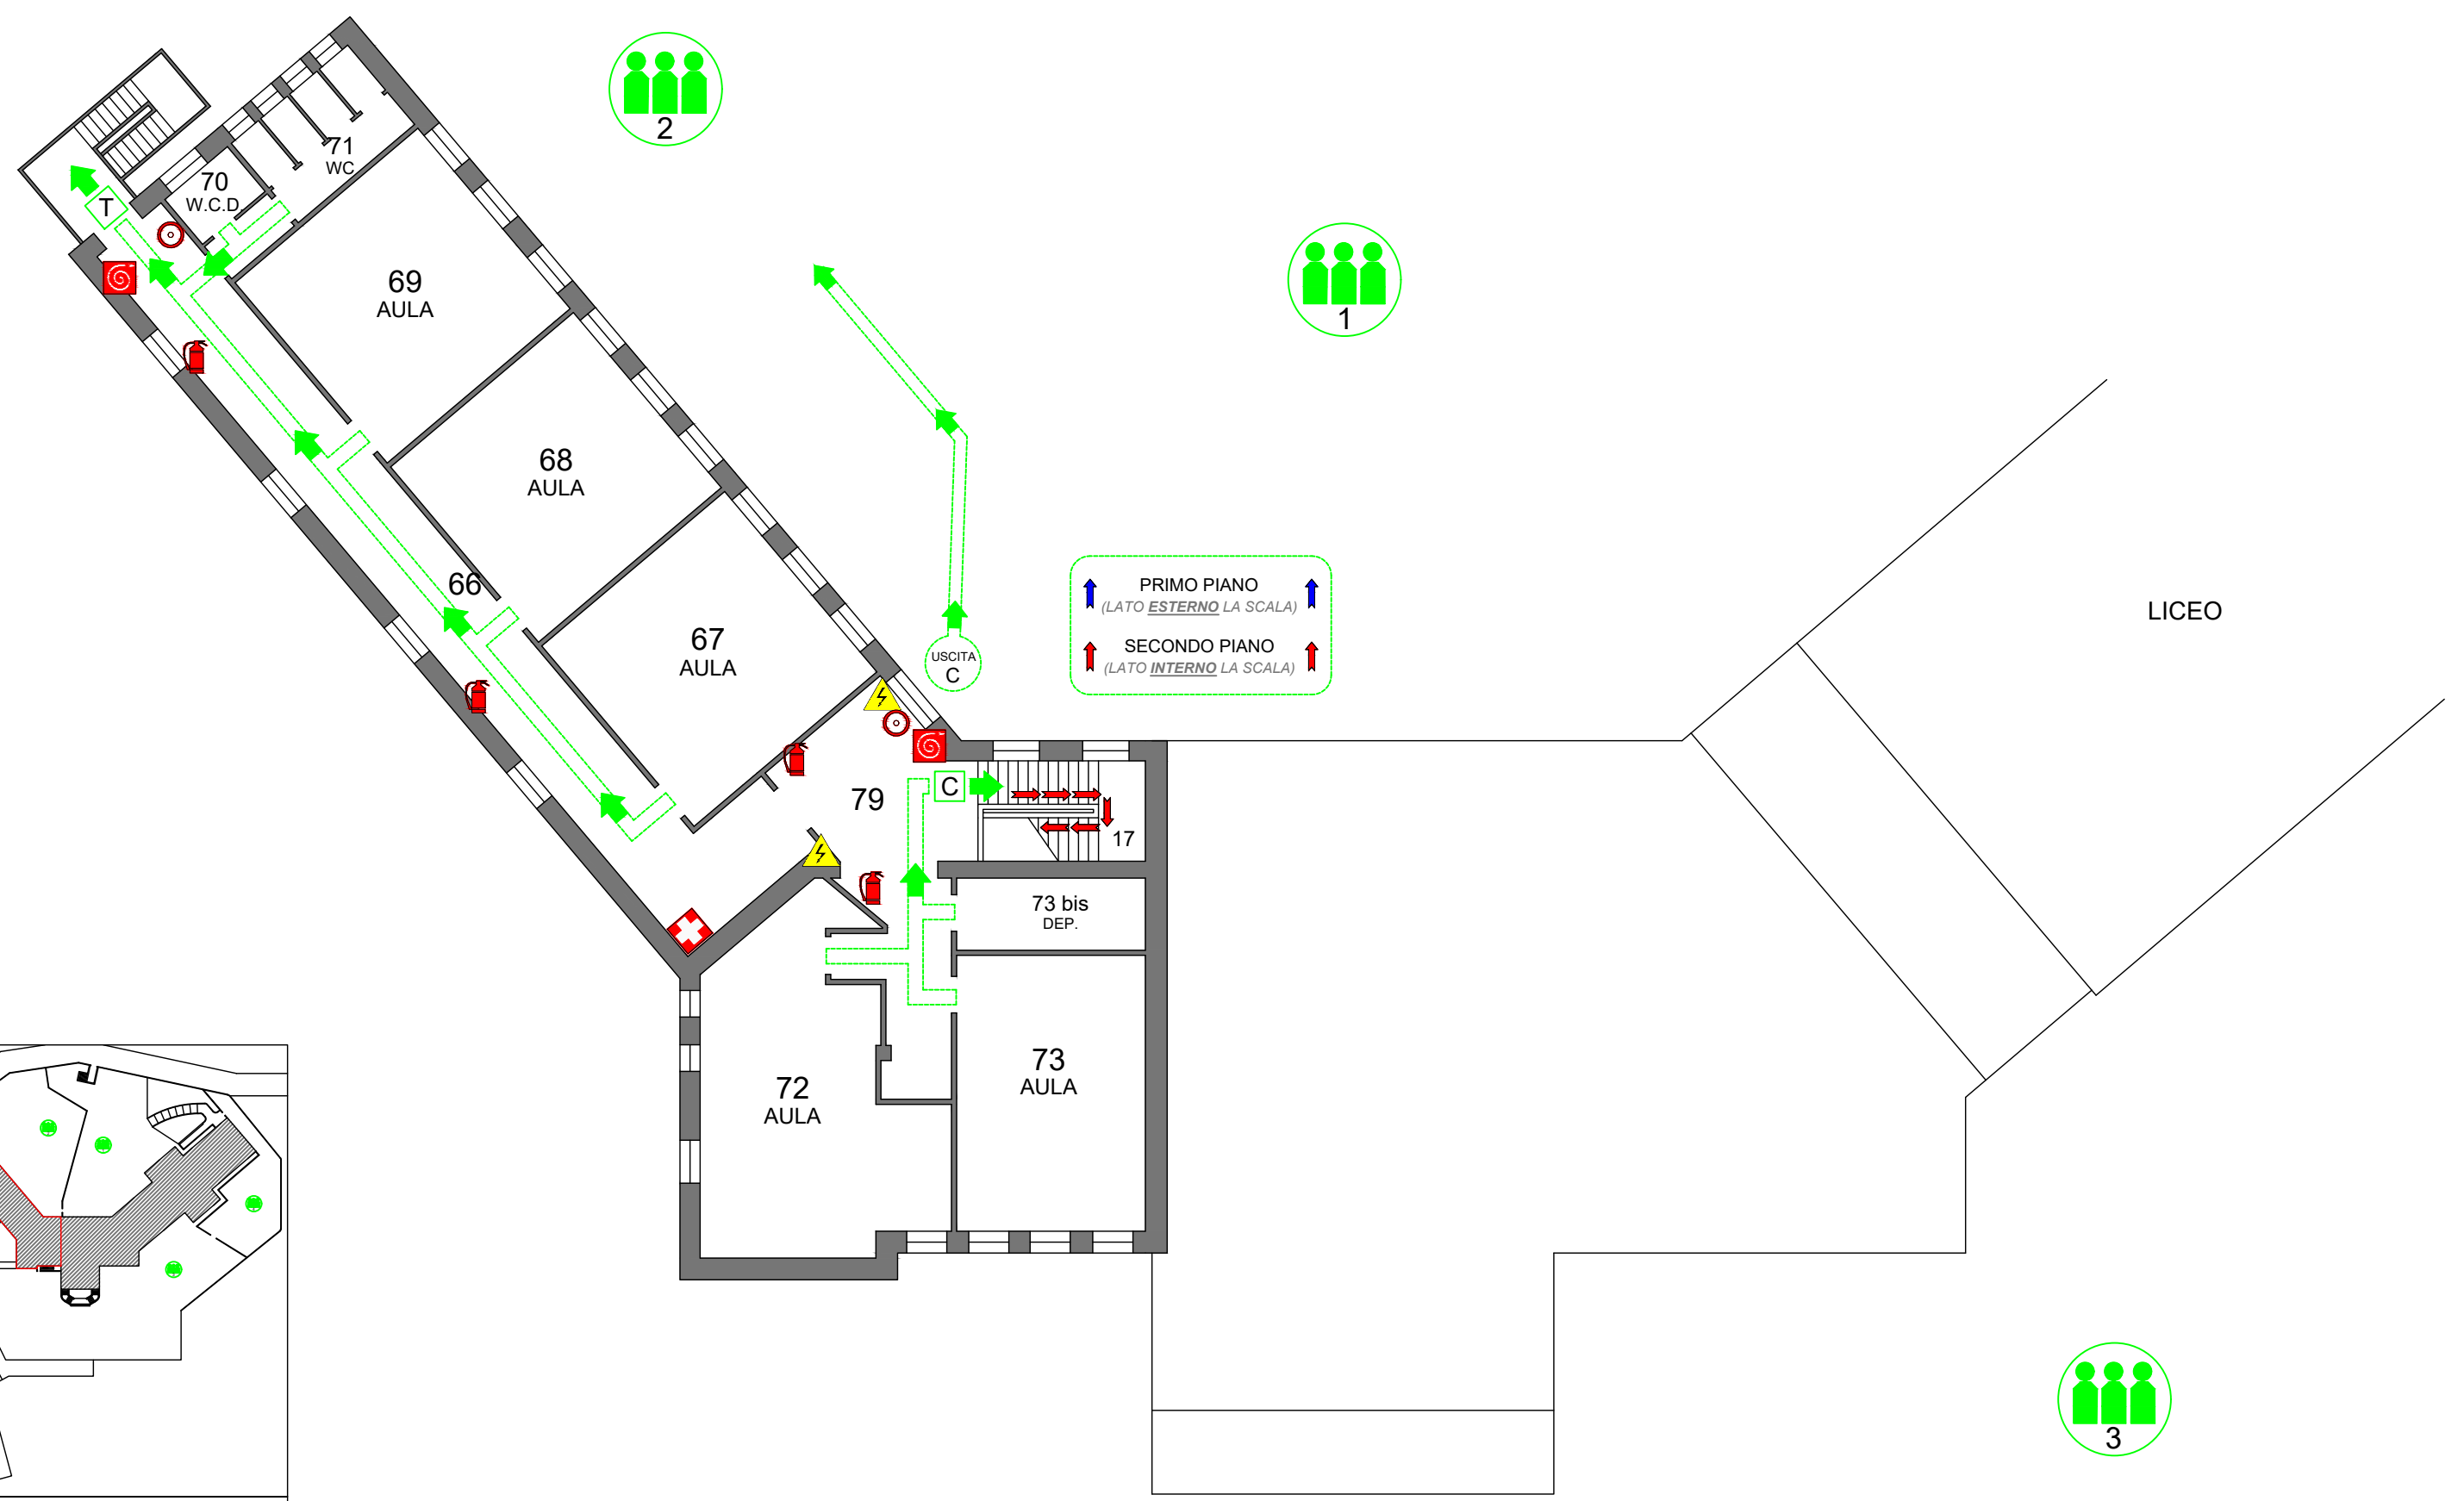 2
71
WC
70
W.C.D.
T
1
69
AULA
68
AULA
66
67
AULA
USCITA
C
PRIMO PIANO
(LATO ESTERNO LA SCALA)
SECONDO PIANO
(LATO INTERNO LA SCALA)
LICEO
79
C
17
73 bis
DEP.
73
AULA
72
AULA
3